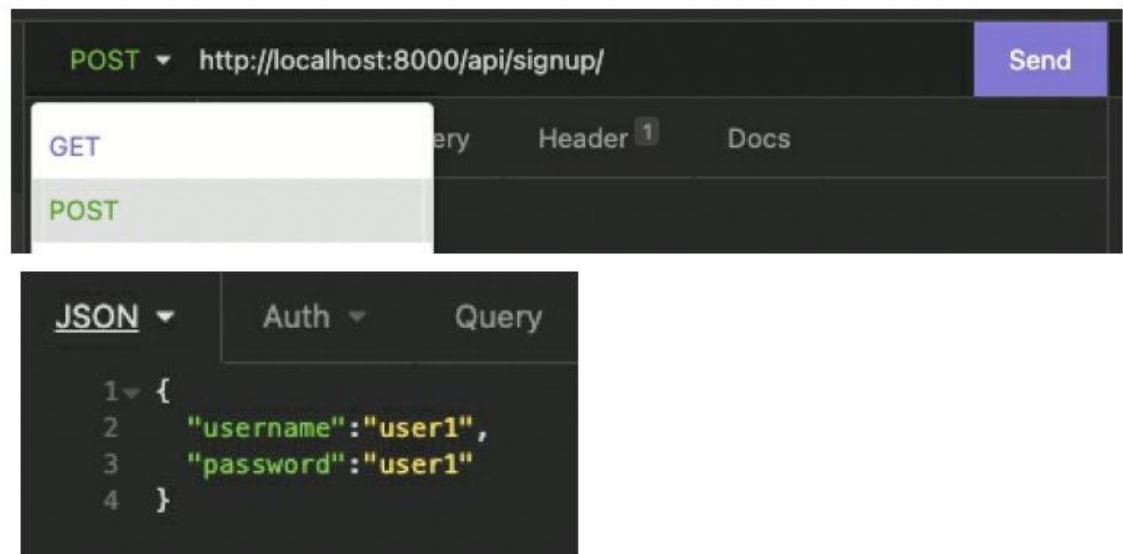 POST http://localhost:8000/api/signup/ Send
GET ery Header 1 Docs
POST
JSON Auth Query
1 {
2 "username":"user1",
3 "password":"user1"
4 }